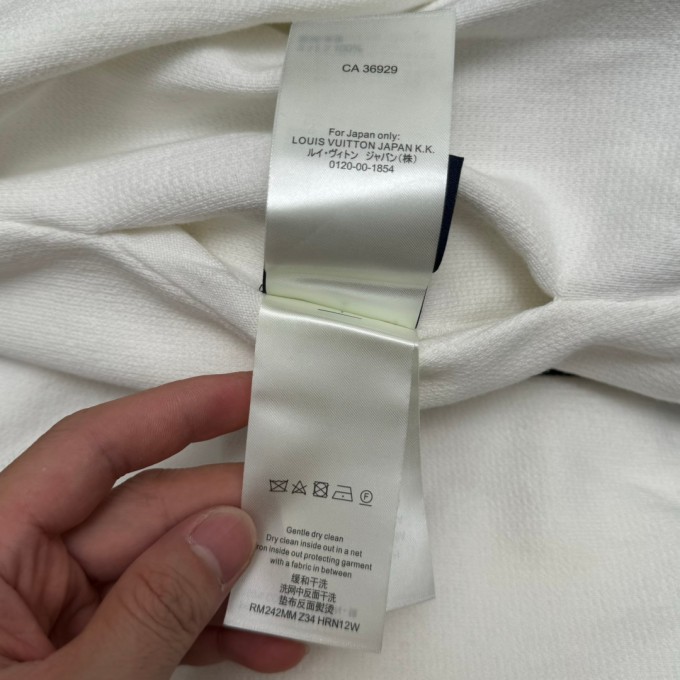 CA 36929
For Japan only:
LOUIS VUITTON JAPAN K.K.
ルイ・ヴィトン ジャパン(株)
0120-00-1854
Gentle dry clean
Dry clean inside out in a net
Iron inside out protecting garment
with a fabric in between
缓和干洗
洗网中反面干洗
垫布反面熨烫
RM242MM Z34 HRN12W